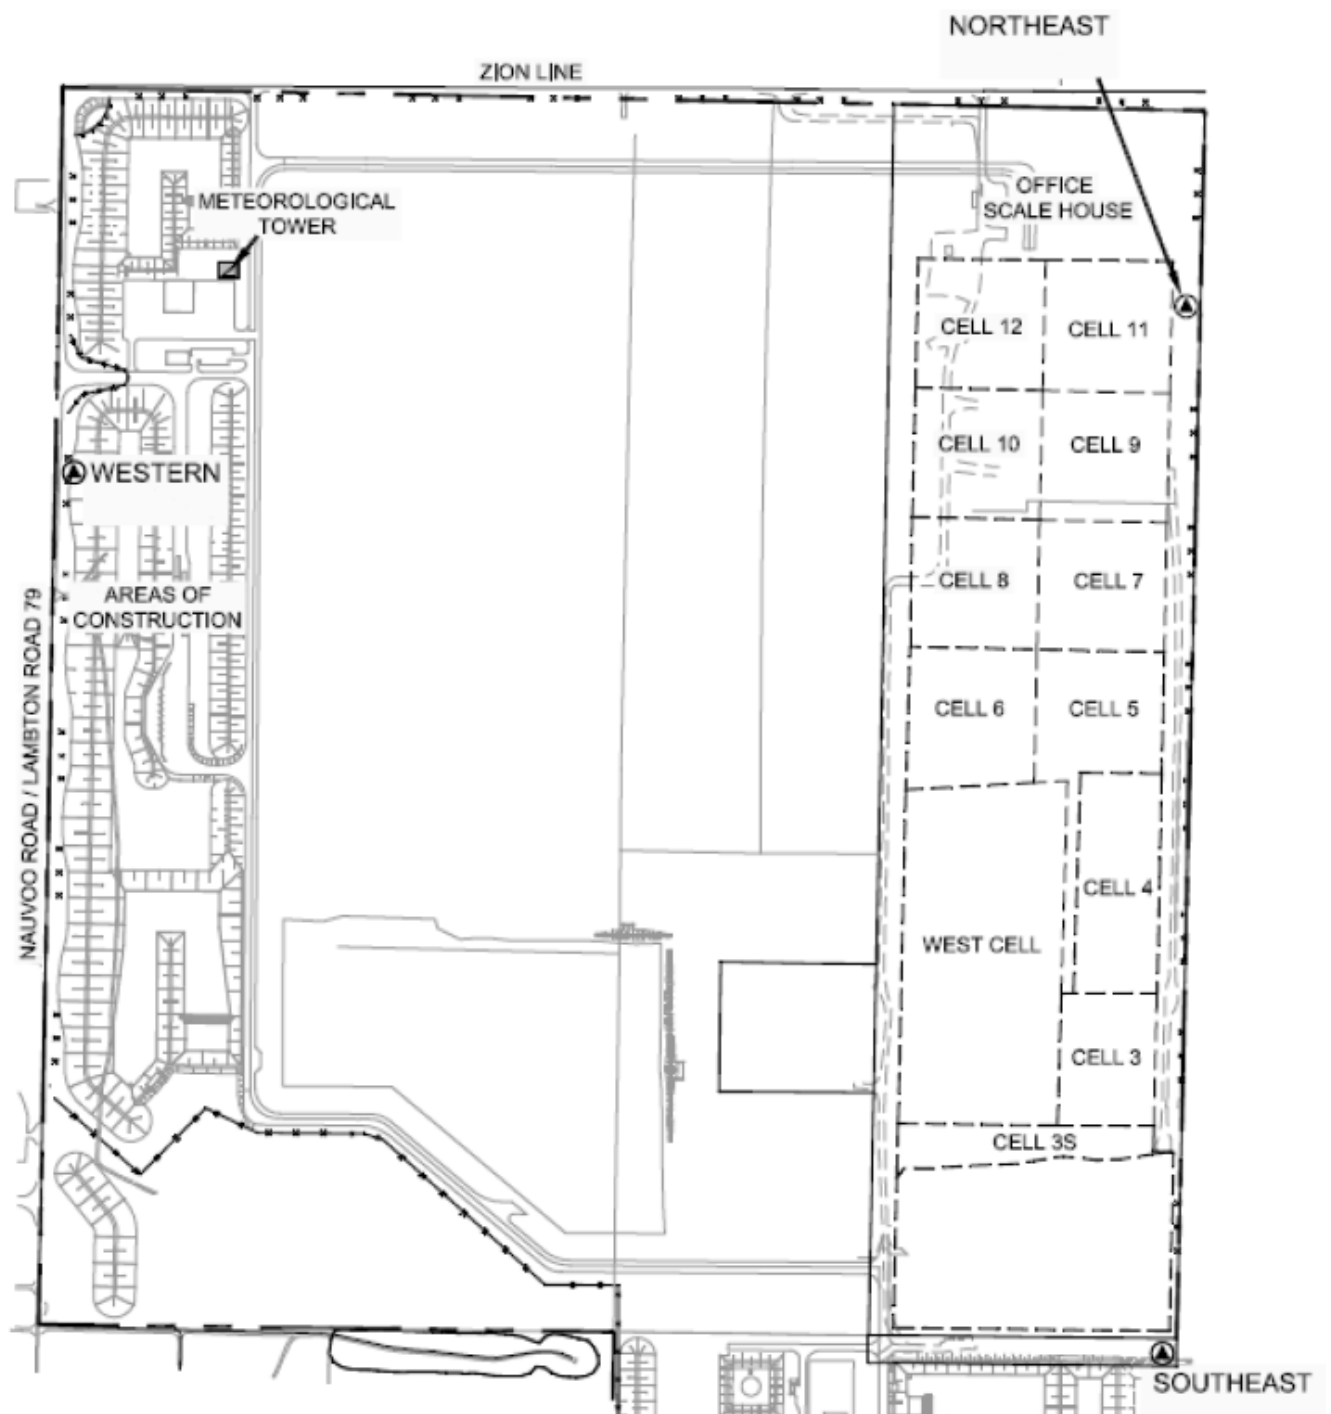 NORTHEAST
ZION LINE
OFFICE
SCALE HOUSE
METEOROLOGICAL
TOWER
CELL 12
CELL 11
CELL 10
CELL 9
WESTERN
CELL 8
CELL 7
AREAS OF
CONSTRUCTION
NAUVOO ROAD / LAMBTON ROAD 79
CELL 6
CELL 5
CELL 4
WEST CELL
CELL 3
CELL 3S
SOUTHEAST